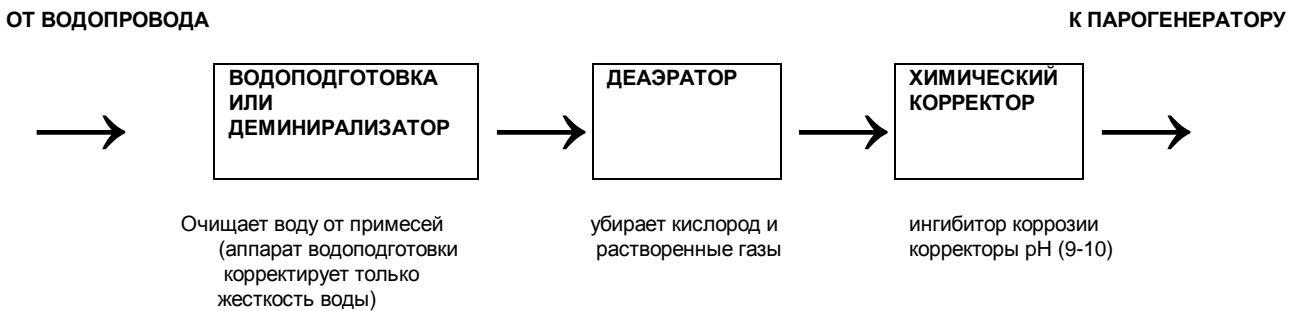 ОТ ВОДОПРОВОДА
К ПАРОГЕНЕРАТОРУ
ВОДОПОДГОТОВКА
ИЛИ
ДЕМИНИРАЛИЗАТОР
ДЕАЭРАТОР
ХИМИЧЕСКИЙ
КОРРЕКТОР
Очищает воду от примесей
(аппарат водоподготовки
корректирует только
жесткость воды)
убирает кислород и
растворенные газы
ингибитор коррозии
корректоры pH (9-10)